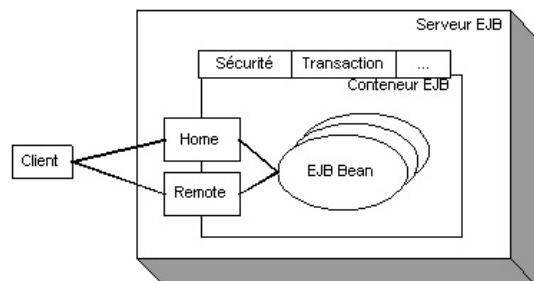 Serveur EJB
Sécurité
Transaction
...
Conteneur EJB
Home
Client
EJB Bean
Remote